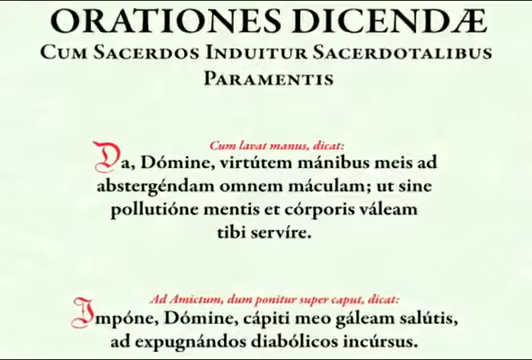 ORATIONES DICENDÆ
Cum Sacerdos Induitur Sacerdotalibus
Paramentis
Cum lavat manus, dicat:
Da, Dómine, virtútem mánibus meis ad
abstergéndam omnem máculam; ut sine
pollutióne mentis et córporis váleam
tibi servíre.
Ad Amictum, dum ponitur super caput, dicat:
Impóne, Dómine, cápiti meo gáleam salútis,
ad expugnándos diabólicos incúrsus.